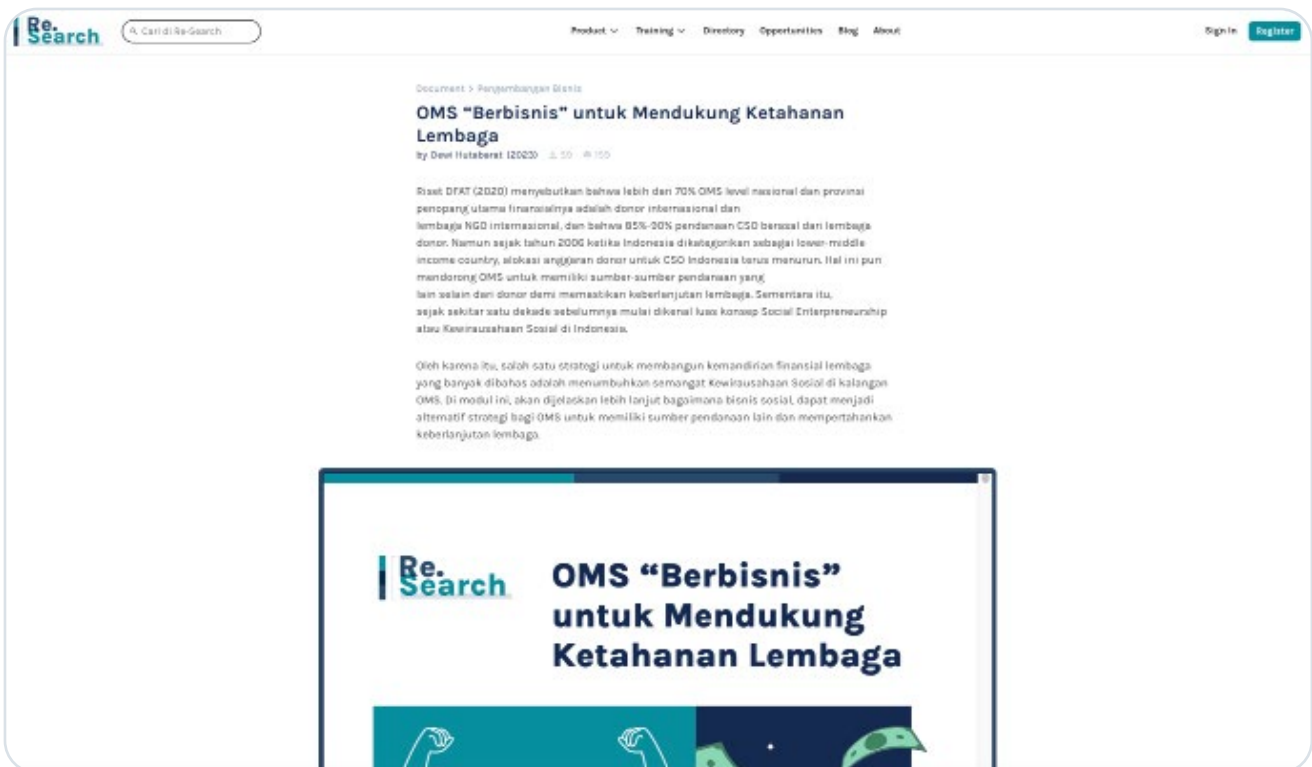 Re.
Search
Cari di Re-Search
Product
Training
Directory
Opportunities
Blog
About
Sign In
Register
Document > Pengembangan Bisnis
OMS “Berbisnis” untuk Mendukung Ketahanan
Lembaga
by Dewi Hutabarat (2023) 59 159
Riset DFAT (2020) menyebutkan bahwa lebih dari 70% OMS level nasional dan provinsi
penopang utama finansialnya adalah donor internasional dan
lembaga NGO internasional, dan bahwa 85%-90% pendanaan CSO berasal dari lembaga
donor. Namun sejak tahun 2006 ketika Indonesia dikategorikan sebagai lower-middle
income country, alokasi anggaran donor untuk CSO Indonesia terus menurun. Hal ini pun
mendorong OMS untuk memiliki sumber-sumber pendanaan yang
lain selain dari donor demi memastikan keberlanjutan lembaga. Sementara itu,
sejak sekitar satu dekade sebelumnya mulai dikenal luas konsep Social Enterpreneurship
atau Kewirausahaan Sosial di Indonesia.
Oleh karena itu, salah satu strategi untuk membangun kemandirian finansial lembaga
yang banyak dibahas adalah menumbuhkan semangat Kewirausahaan Sosial di kalangan
OMS. Di modul ini, akan dijelaskan lebih lanjut bagaimana bisnis sosial, dapat menjadi
alternatif strategi bagi OMS untuk memiliki sumber pendanaan lain dan mempertahankan
keberlanjutan lembaga.
Re.
Search
OMS “Berbisnis”
untuk Mendukung
Ketahanan Lembaga